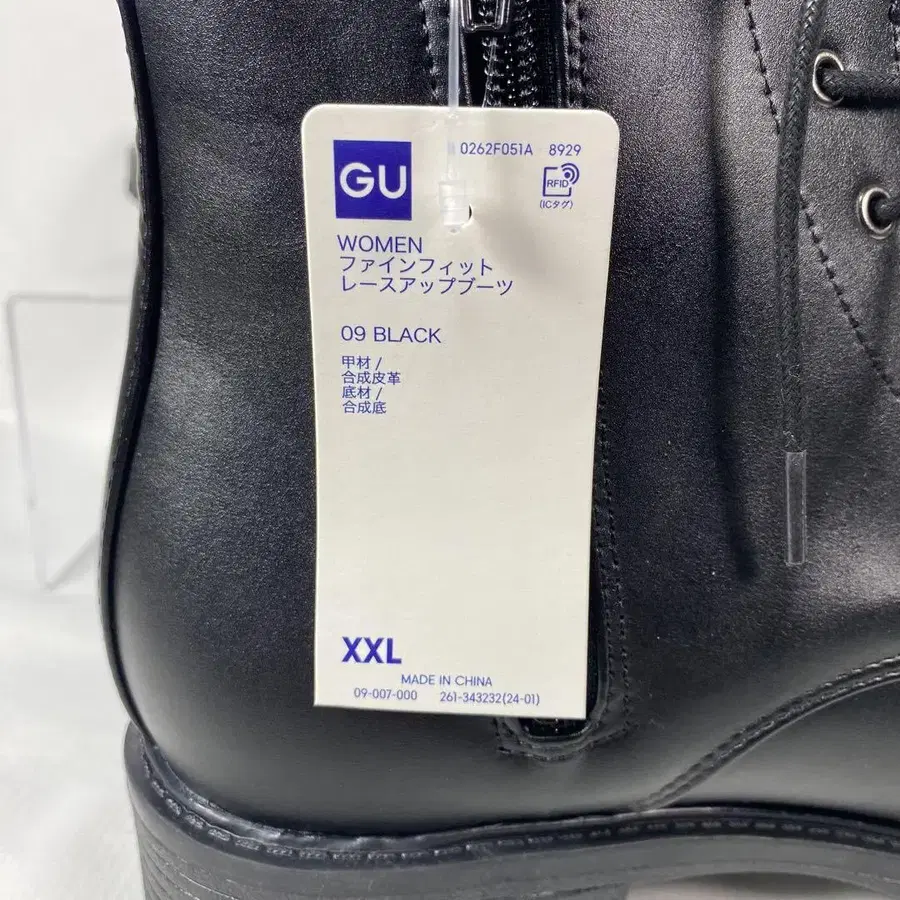 0262F051A 8929
GU
RFID
(ICタグ)
WOMEN
ファインフィット
レースアップブーツ
09 BLACK
甲材 /
合成皮革
底材 /
合成底
XXL
MADE IN CHINA
09-007-000 261-343232(24-01)